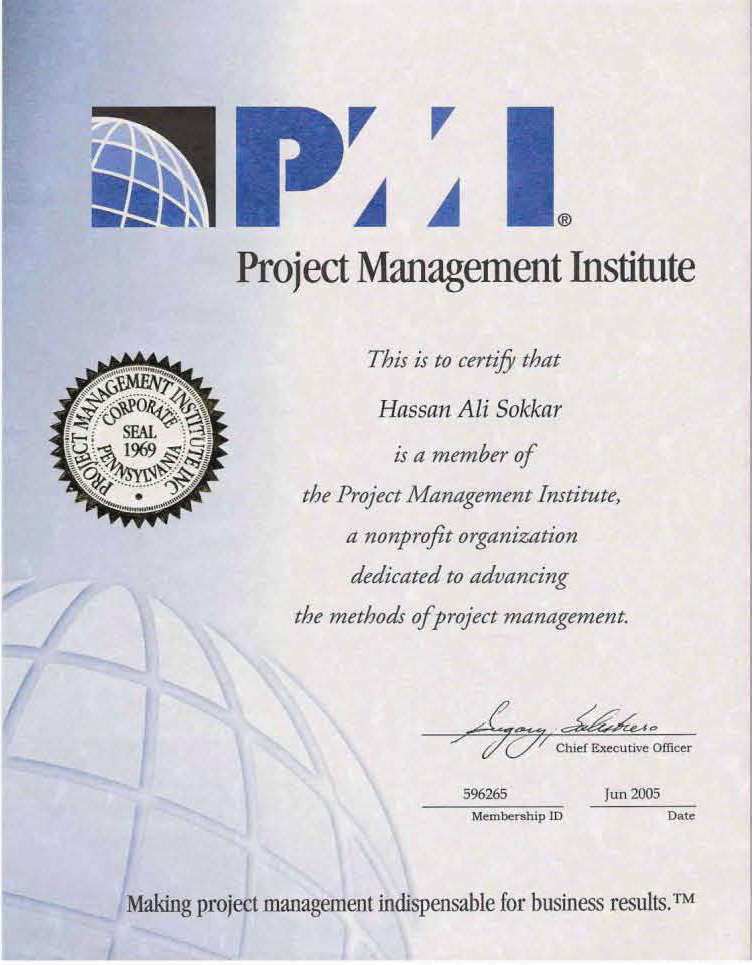 PMI®
Project Management Institute
This is to certify that
Hassan Ali Sokkar
is a member of
the Project Management Institute,
a nonprofit organization
dedicated to advancing
the methods of project management.
PROJECT MANAGEMENT INSTITUTE INC
CORPORATE
SEAL
1969
PENNSYLVANIA
Chief Executive Officer
596265 Jun 2005
Membership ID Date
Making project management indispensable for business results.™